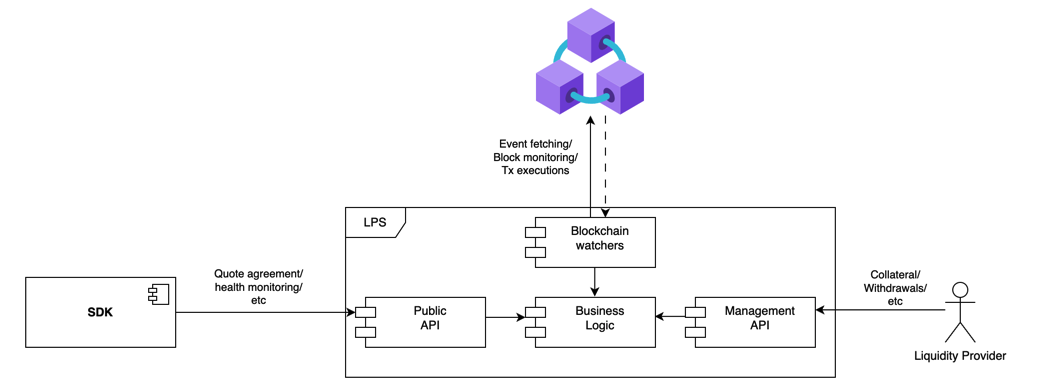 Event fetching/
Block monitoring/
Tx executions
LPS
Blockchain
watchers
Quote agreement/
health monitoring/
etc
Collateral/
Withdrawals/
etc
SDK
Public
API
Business
Logic
Management
API
Liquidity Provider